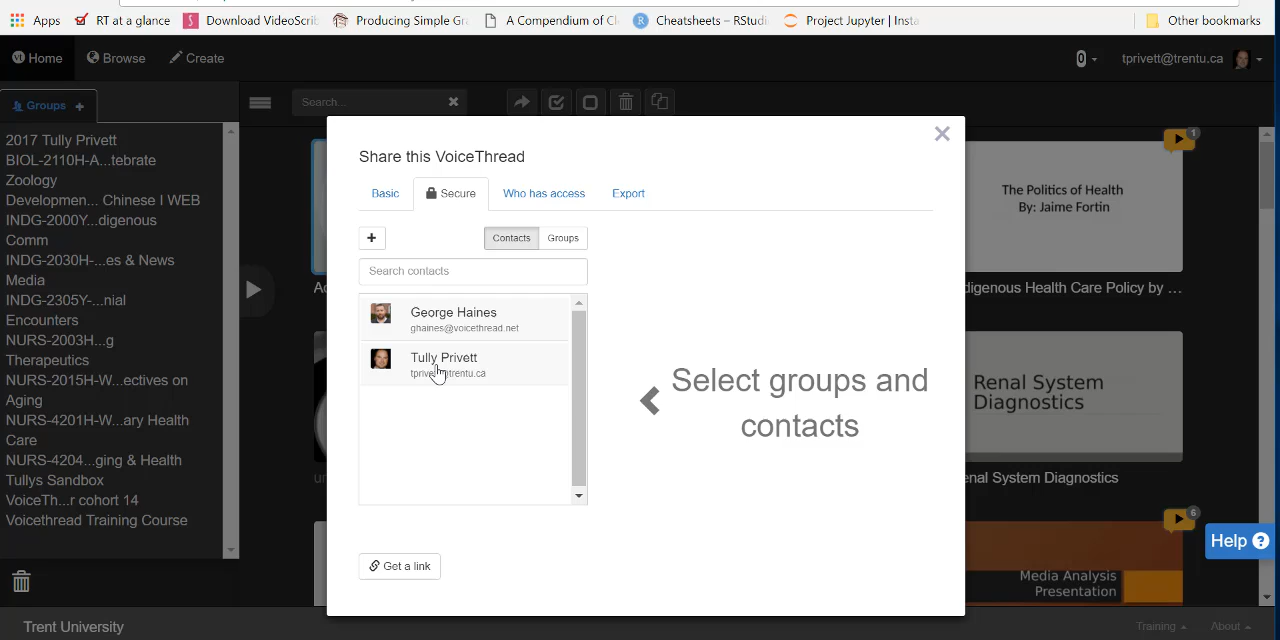 Apps
RT at a glance
Download VideoScrib
Producing Simple Gra
A Compendium of Cl
Cheatsheets – RStudi
Project Jupyter | Insta
Other bookmarks
Home
Browse
Create
0
tprivett@trentu.ca
Groups +
Search...
2017 Tully Privett
BIOL-2110H-A...tebrate
Zoology
Developmen... Chinese I WEB
INDG-2000Y...digenous
Comm
INDG-2030H-...es & News
Media
INDG-2305Y-...nial
Encounters
NURS-2003H...g
Therapeutics
NURS-2015H-W...ectives on
Aging
NURS-4201H-W...ary Health
Care
NURS-4204...ging & Health
Tullys Sandbox
VoiceTh...r cohort 14
Voicethread Training Course
Share this VoiceThread
Basic
Secure
Who has access
Export
+
Contacts
Groups
Search contacts
George Haines
ghaines@voicethread.net
Tully Privett
Select groups and
contacts
Get a link
1
The Politics of Health
By: Jaime Fortin
digenous Health Care Policy by ...
Renal System
Diagnostics
enal System Diagnostics
6
Media Analysis
Presentation
Help
Trent University
Training
About